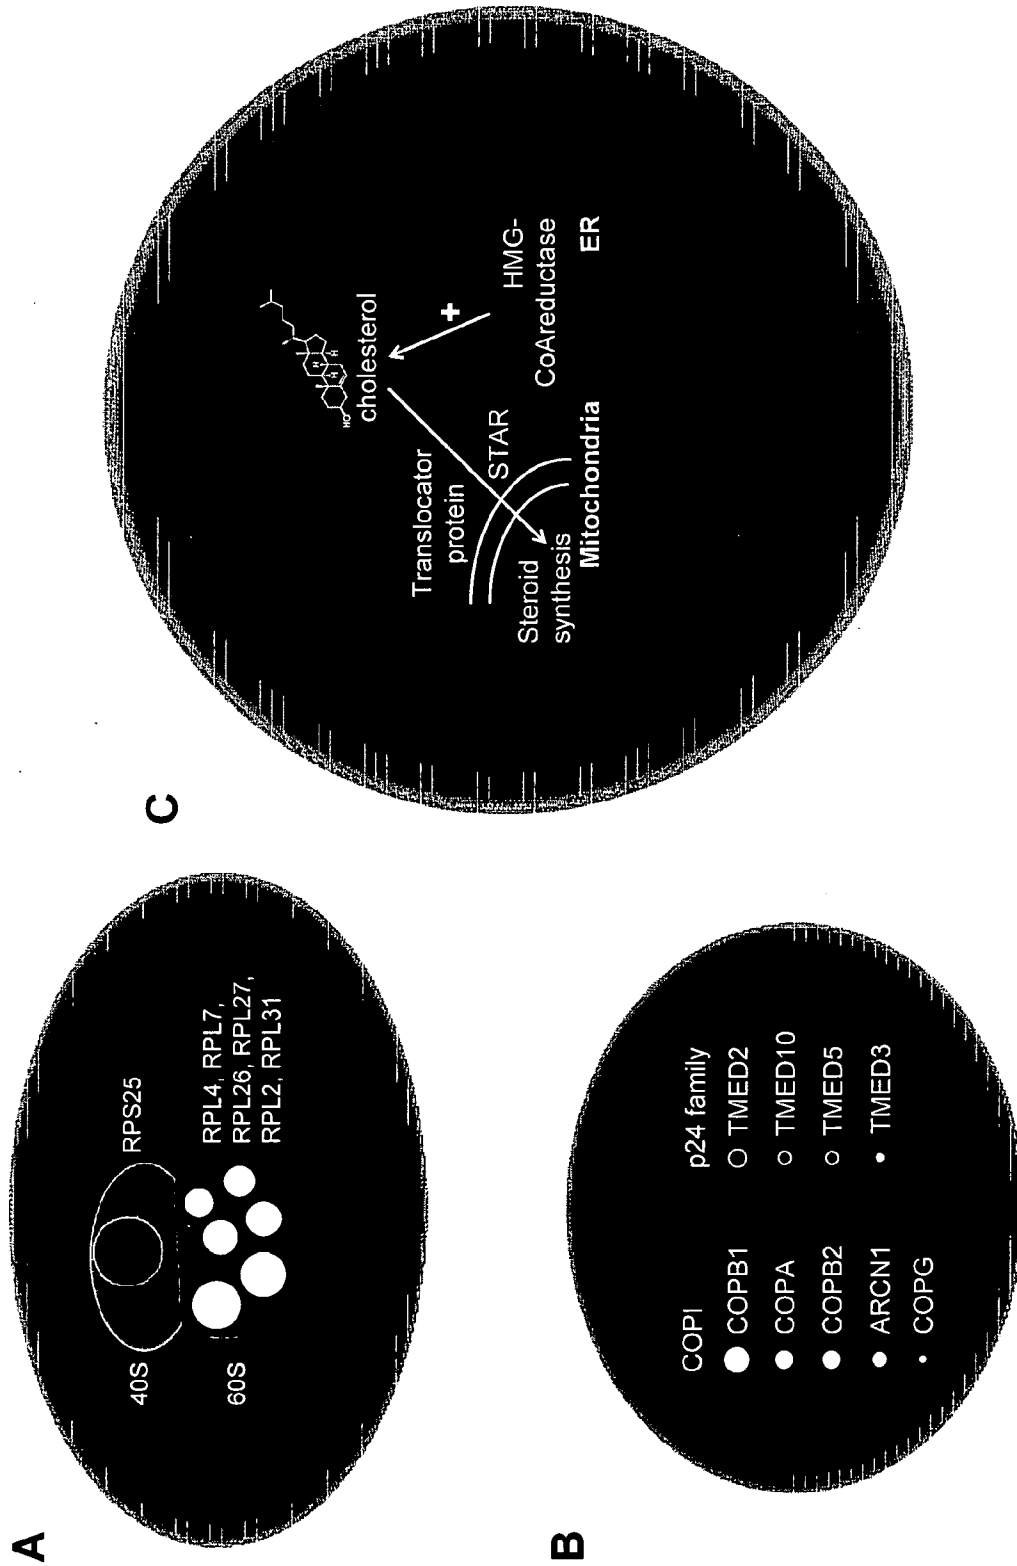 A
40S
RPS25
60S
RPL4, RPL7,
RPL26, RPL27,
RPL2, RPL31
B
COPI
COPB1
COPA
COPB2
ARCN1
COPG
p24 family
TMED2
TMED10
TMED5
TMED3
C
HO
H
H
H
cholesterol
+
Translocator
protein
STAR
HMG-
CoAreductase
ER
Steroid
synthesis
Mitochondria